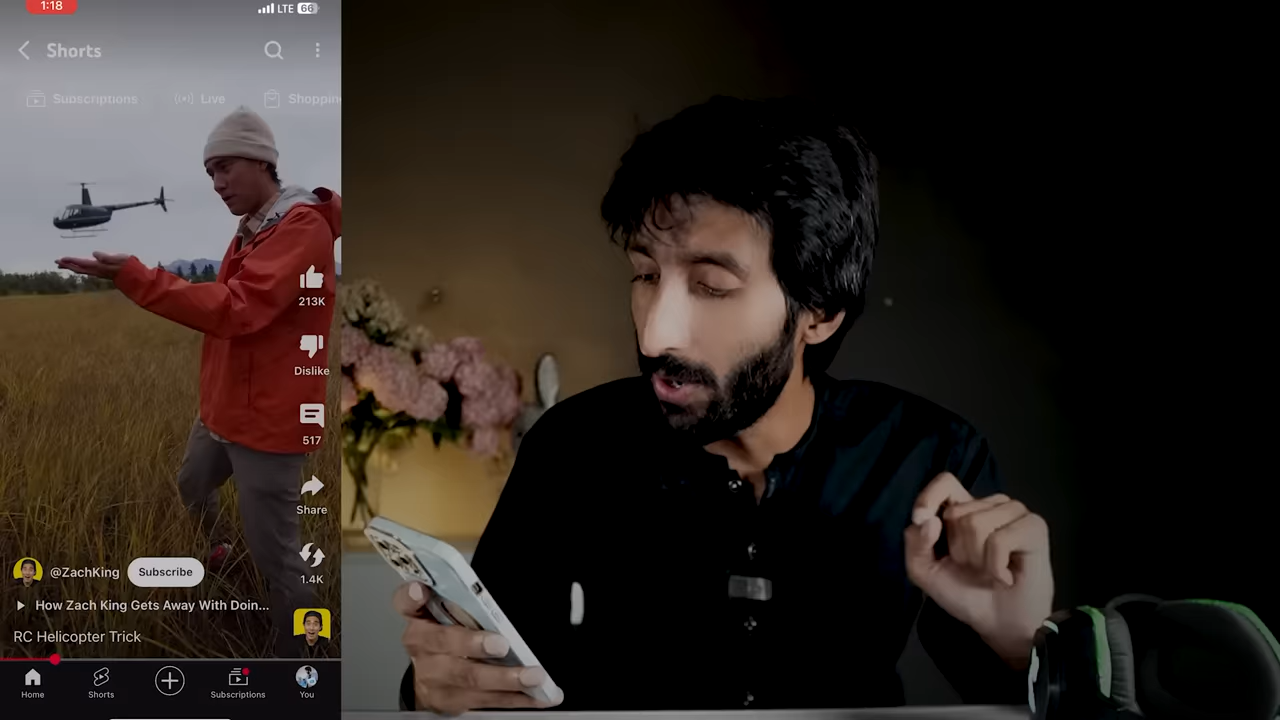 1:18
LTE 66
Shorts
Subscriptions
Live
Shoppin
213K
Dislike
517
Share
1.4K
@ZachKing
Subscribe
How Zach King Gets Away With Doin...
RC Helicopter Trick
Home
Shorts
Subscriptions
You